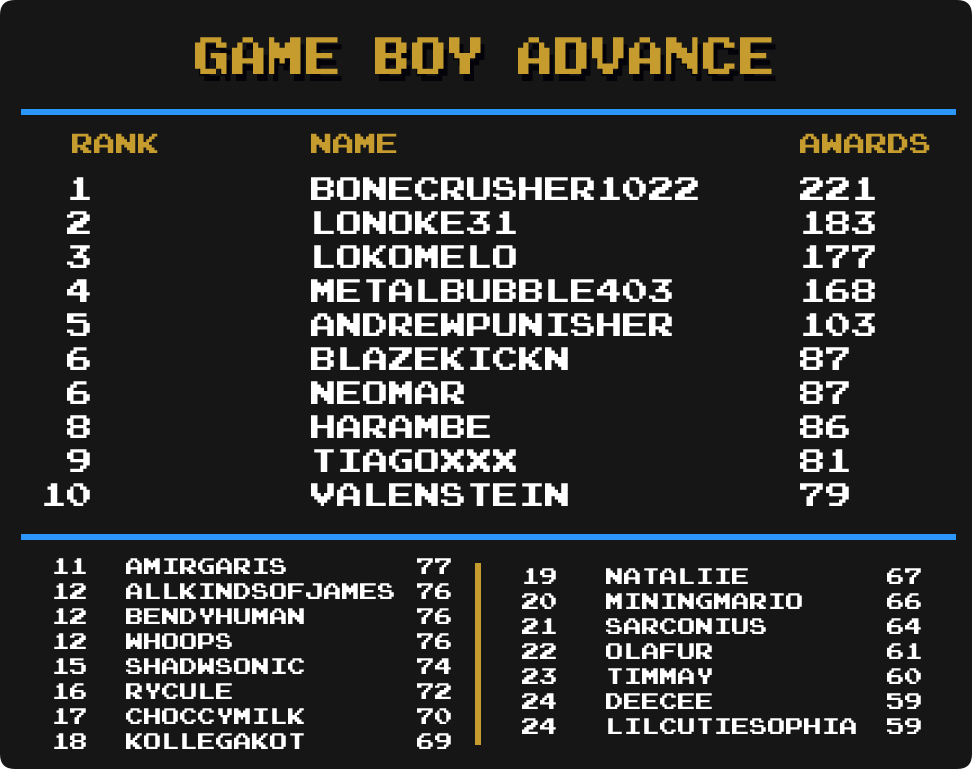 GAME BOY ADVANCE
RANK NAME AWARDS
1 BONECRUSHER1022 221
2 LONOKE31 183
3 LOKOMELO 177
4 METALBUBBLE403 168
5 ANDREWPUNISHER 103
6 BLAZEKICKN 87
6 NEOMAR 87
8 HARAMBE 86
9 TIAGOXXX 81
10 VALENSTEIN 79
11 AMIRGARIS 77
12 ALLKINDSOFJAMES 76
12 BENDYHUMAN 76
12 WHOOPS 76
15 SHADWSONIC 74
16 RYCULE 72
17 CHOCCYMILK 70
18 KOLLEGAKOT 69
19 NATALIIE 67
20 MININGMARIO 66
21 SARCONIUS 64
22 OLAFUR 61
23 TIMMAY 60
24 DEECEE 59
24 LILCUTIESOPHIA 59